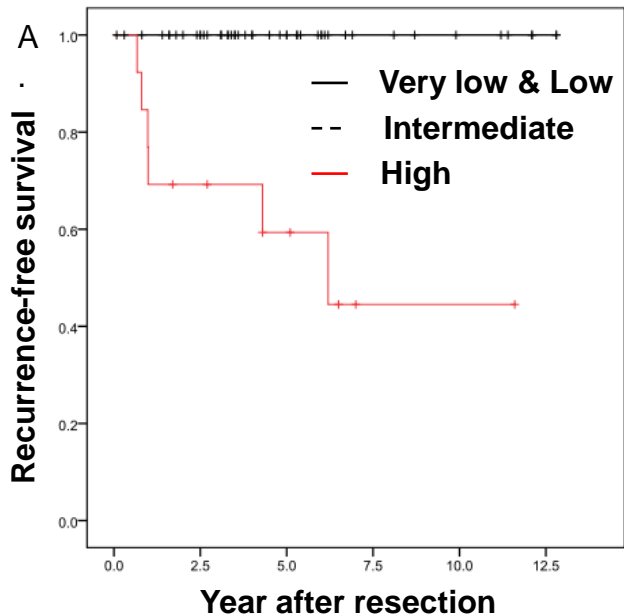 A
Recurrence-free survival ·
1.0
0.8
0.6
0.4
0.2
0.0
Very low & Low
Intermediate
High
0.0 2.5 5.0 7.5 10.0 12.5
Year after resection